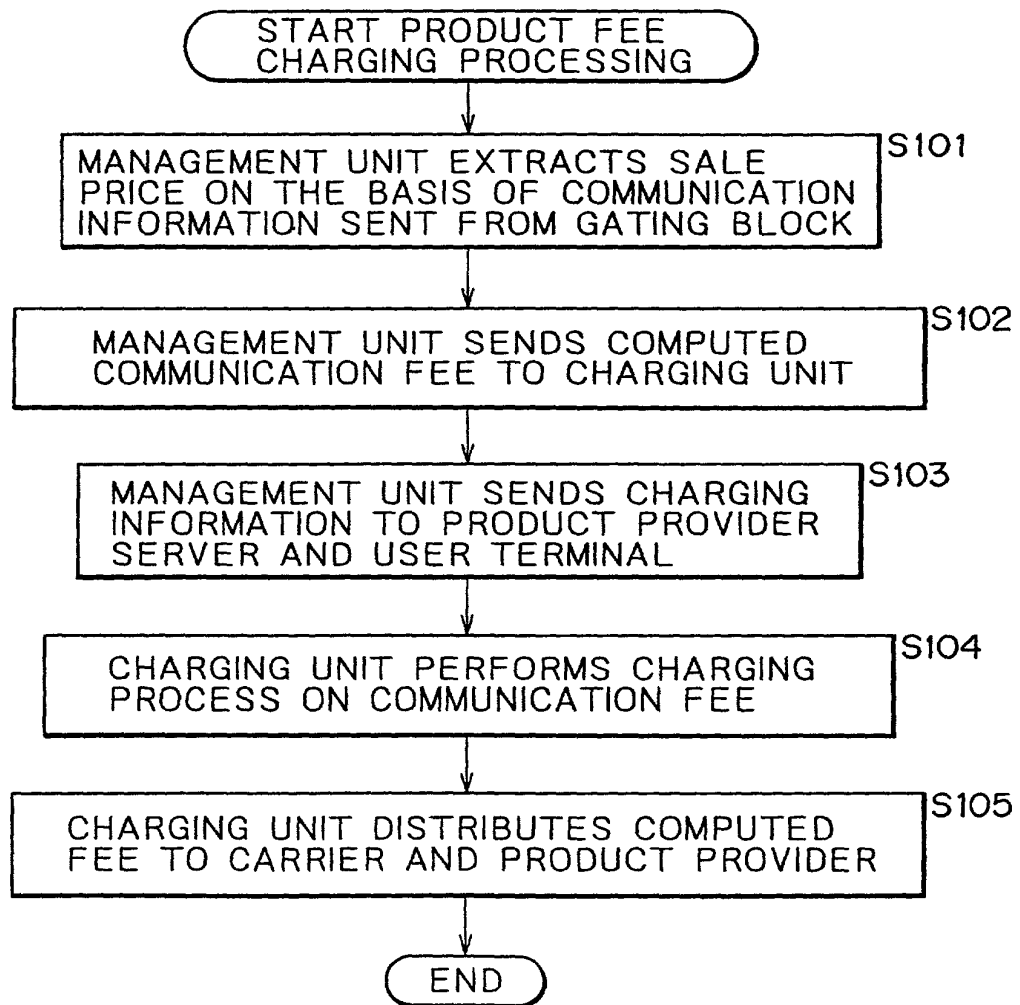 START PRODUCT FEE
CHARGING PROCESSING
S101
MANAGEMENT UNIT EXTRACTS SALE
PRICE ON THE BASIS OF COMMUNICATION
INFORMATION SENT FROM GATING BLOCK
S102
MANAGEMENT UNIT SENDS COMPUTED
COMMUNICATION FEE TO CHARGING UNIT
S103
MANAGEMENT UNIT SENDS CHARGING
INFORMATION TO PRODUCT PROVIDER
SERVER AND USER TERMINAL
S104
CHARGING UNIT PERFORMS CHARGING
PROCESS ON COMMUNICATION FEE
S105
CHARGING UNIT DISTRIBUTES COMPUTED
FEE TO CARRIER AND PRODUCT PROVIDER
END